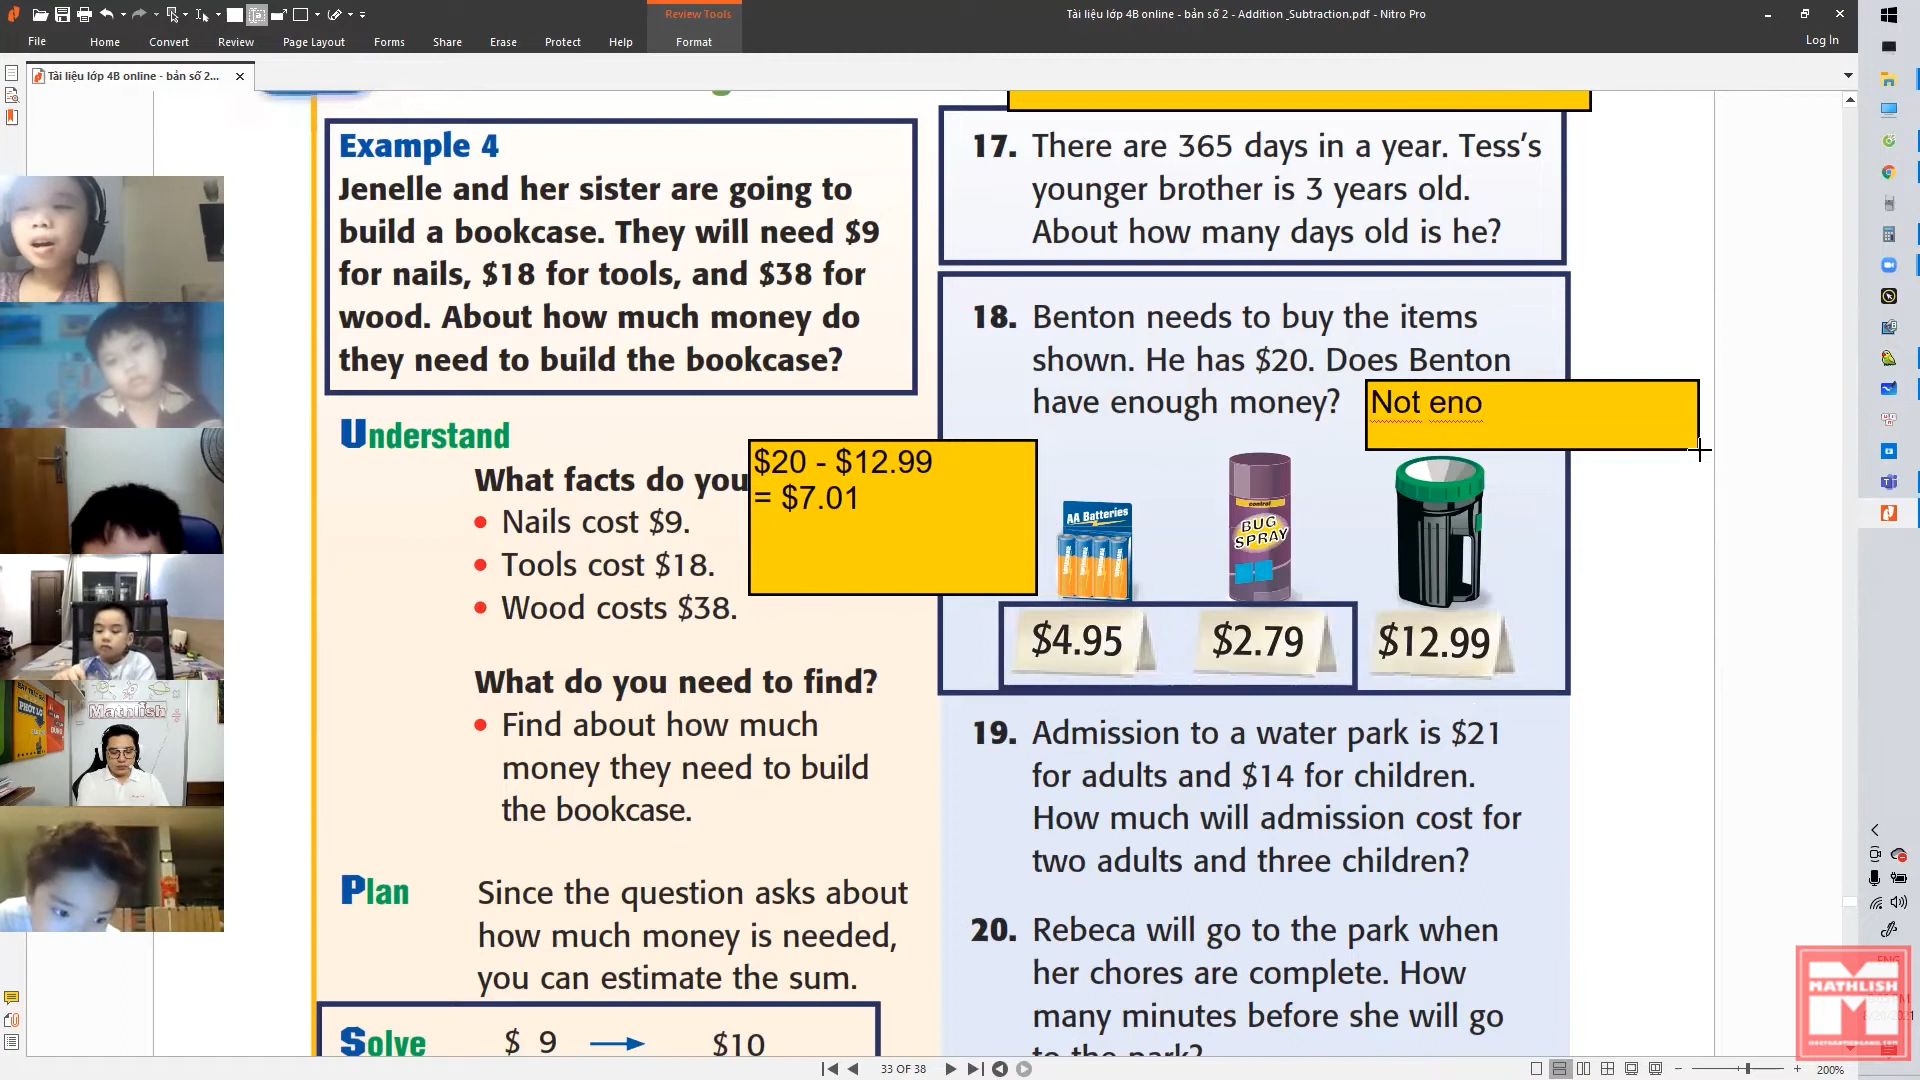 Review Tools
Tài liệu lớp 4B online - bản số 2 - Addition _Subtraction.pdf - Nitro Pro
File
Home
Convert
Review
Page Layout
Forms
Share
Erase
Protect
Help
Format
Log In
Tài liệu lớp 4B online - bản số 2...
Example 4
Jenelle and her sister are going to
build a bookcase. They will need $9
for nails, $18 for tools, and $38 for
wood. About how much money do
they need to build the bookcase?
Understand
What facts do you
• Nails cost $9.
• Tools cost $18.
• Wood costs $38.
$20 - $12.99
= $7.01
What do you need to find?
• Find about how much
money they need to build
the bookcase.
Plan
Since the question asks about
how much money is needed,
you can estimate the sum.
Solve
$ 9
$10
17. There are 365 days in a year. Tess's
younger brother is 3 years old.
About how many days old is he?
18. Benton needs to buy the items
shown. He has $20. Does Benton
have enough money?
Not eno
AA Batteries
control
BUG
SPRAY
$4.95
$2.79
$12.99
19. Admission to a water park is $21
for adults and $14 for children.
How much will admission cost for
two adults and three children?
20. Rebeca will go to the park when
her chores are complete. How
many minutes before she will go
to the park?
Mathlish
33 OF 38
200%
ENG
MATHLISH